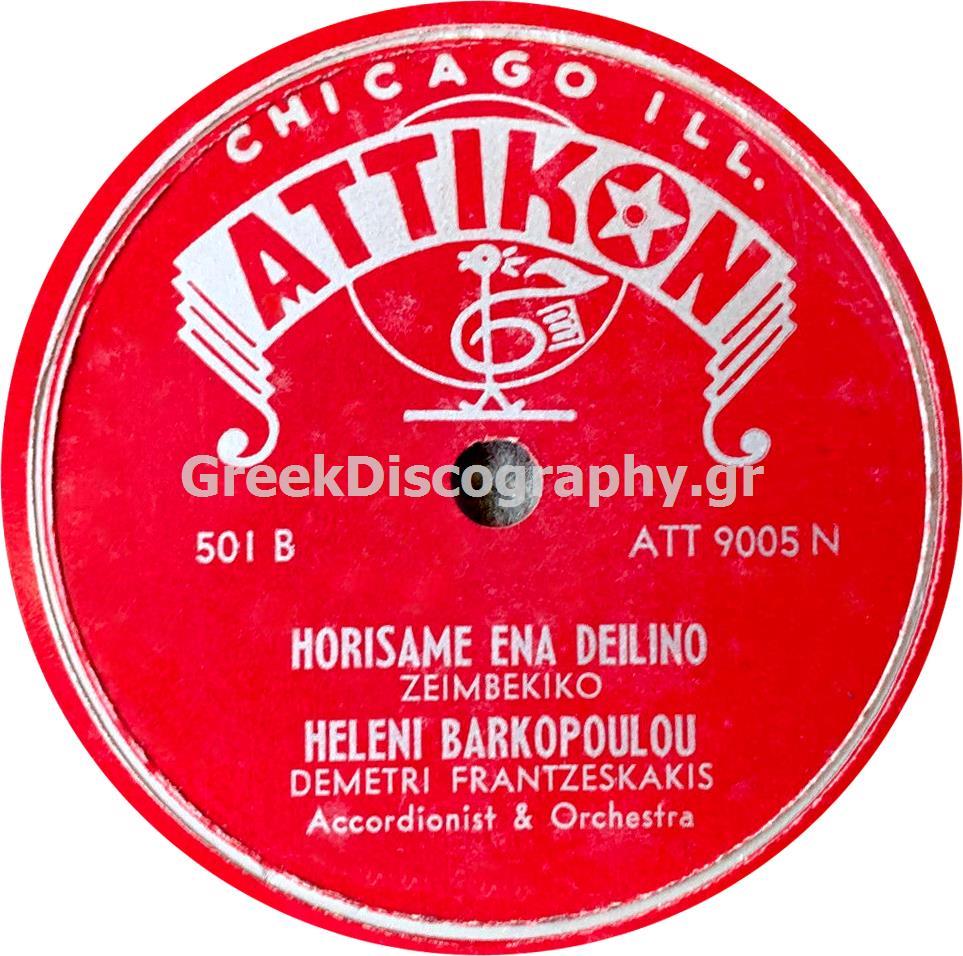 CHICAGO ILL.
ATTIKON
GreekDiscography.gr
501 B
ATT 9005 N
HORISAME ENA DEILINO
ZEIMBEKIKO
HELENI BARKOPOULOU
DEMETRI FRANTZESKAKIS
Accordionist & Orchestra